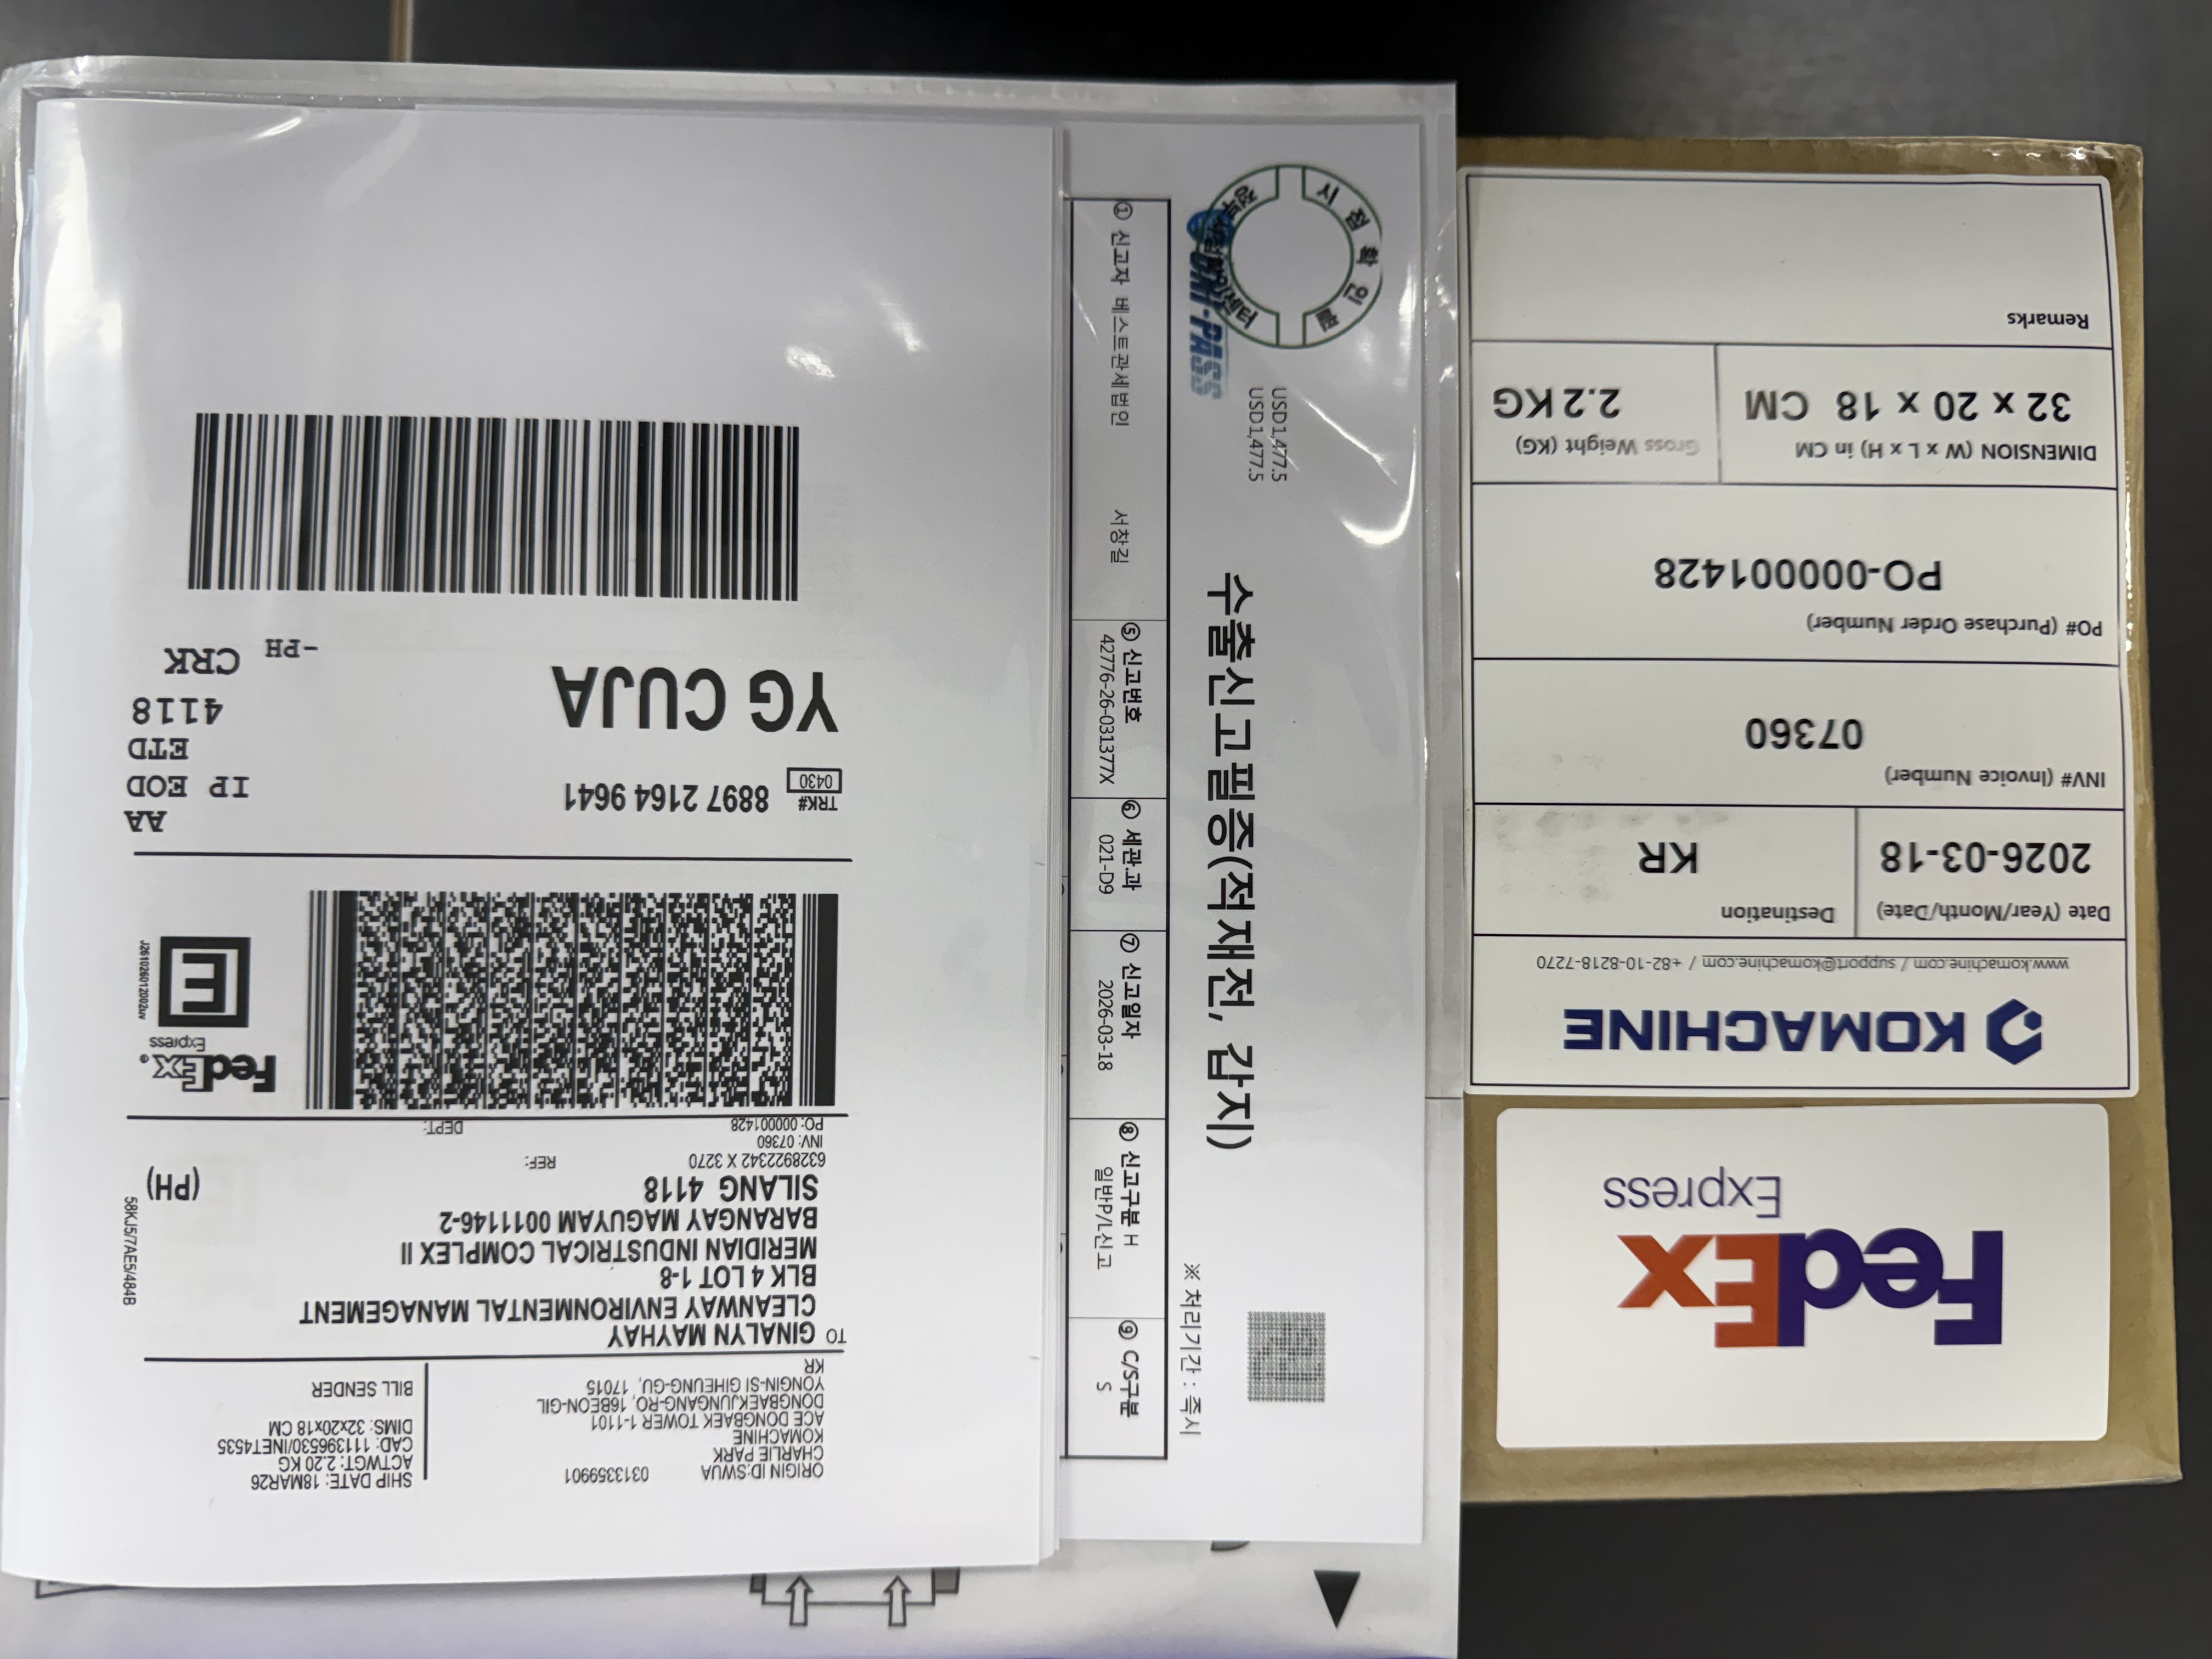 ORIGIN ID:SWUA 0313359901
CHARLIE PARK
KOMACHINE
ACE DONGBAEK TOWER 1-1101
DONGBAEKJUNGANG-RO, 16BEON-GIL
YONGIN-SI GIHEUNG-GU, 17015
KR
SHIP DATE: 18MAR26
ACTWGT: 2.20 KG
CAD: 111396530/INET4535
DIMS: 32x20x18 CM
BILL SENDER
TO GINALYN MAYHAY
CLEANWAY ENVIRONMENTAL MANAGEMENT
BLK 4 LOT 1-8
MERIDIAN INDUSTRICAL COMPLEX II
BARANGAY MAGUYAM 0011146-2
SILANG 4118
(PH)
58KJ5/7AE5/484B
6328922342 X 3270 REF:
INV: 07360
PO: 000001428 DEPT:
FedEx
Express
E
J261026012002uv
TRK# 8897 2164 9641
0430
AA
IP EOD
ETD
4118
YG CUJA
-PH CRK
수출신고필증(적재전, 갑지)
※ 처리기간 : 즉시
USD1,477.5
USD1,477.5
UNI-PASS
시점확인필
① 신고자 베스트관세법인 서창길
⑤ 신고번호
42776-26-031377X
⑥ 세관.과
021-D9
⑦ 신고일자
2026-03-18
⑧ 신고구분 H
일반P/L신고
⑨ C/S구분
S
FedEx
Express
KOMACHINE
www.komachine.com / support@komachine.com / +82-10-8218-7270
Date (Year/Month/Date) Destination
2026-03-18 KR
INV# (Invoice Number)
07360
PO# (Purchase Order Number)
PO-000001428
DIMENSION (W x L x H) in CM Gross Weight (KG)
32 x 20 x 18 CM 2.2 KG
Remarks